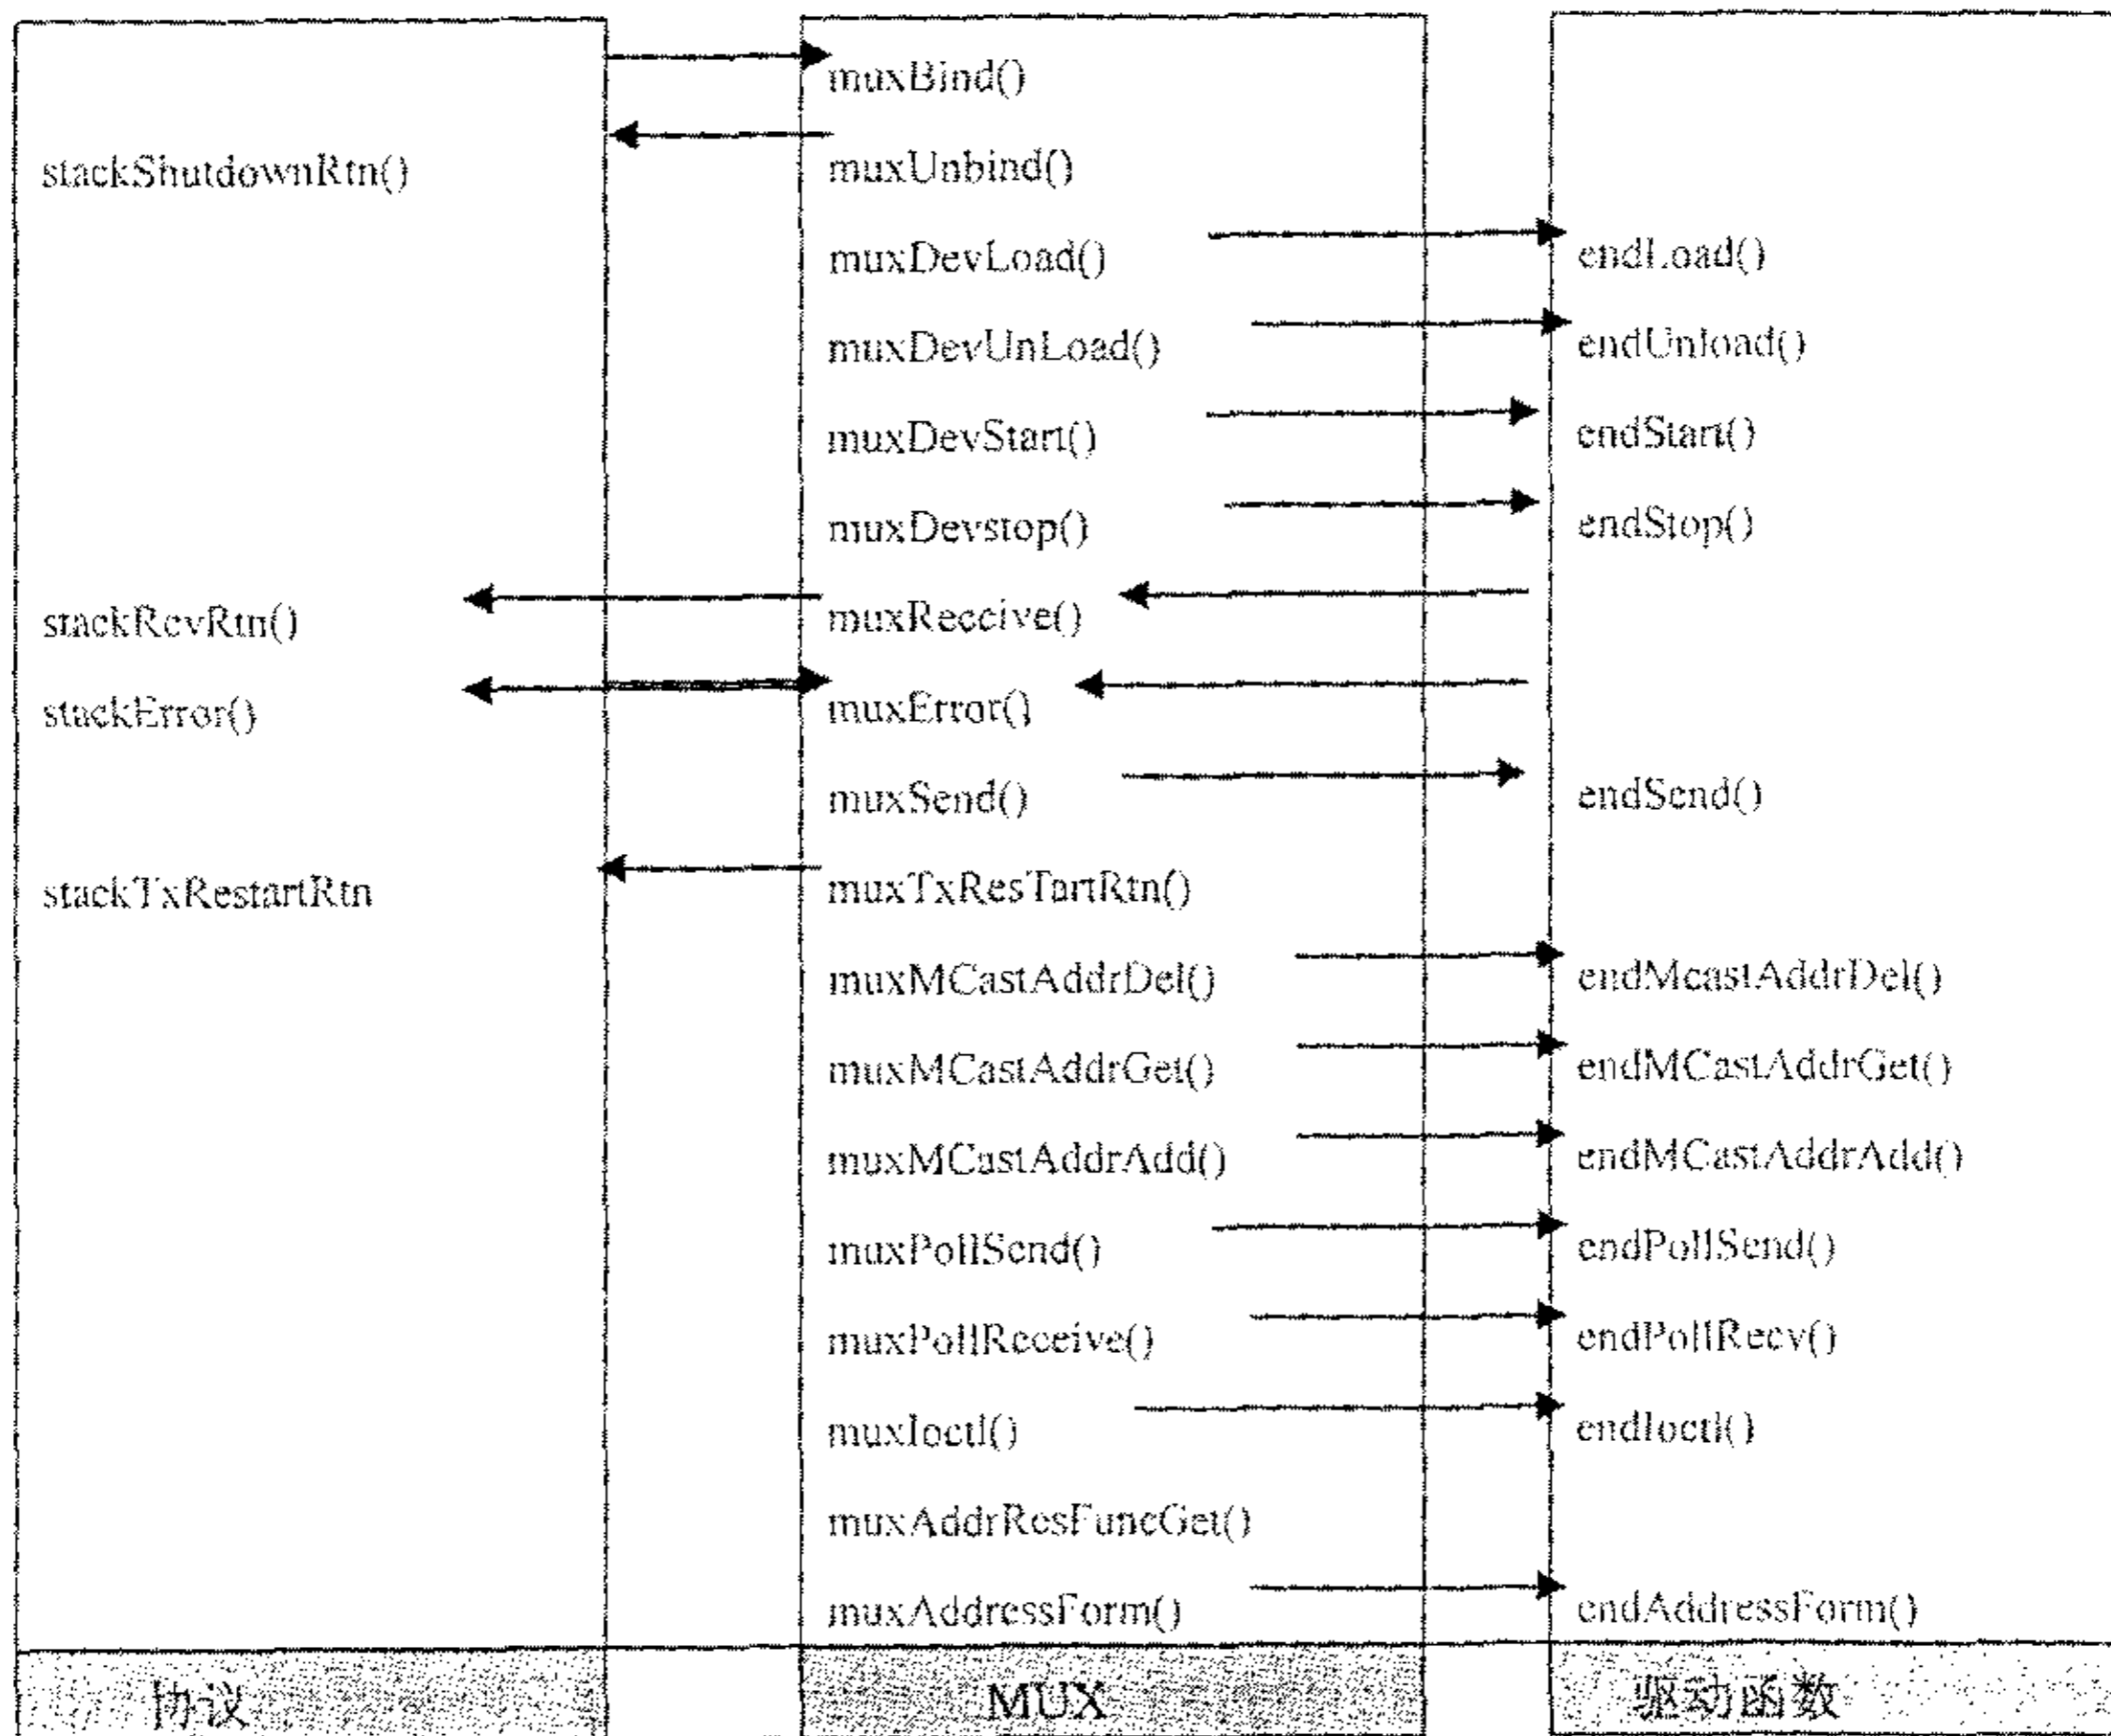 muxBind()
stackShutdownRtn() muxUnbind()
muxDevLoad() endLoad()
muxDevUnLoad() endUnload()
muxDevStart() endStart()
muxDevstop() endStop()
stackRcvRtn() muxReceive()
stackError() muxError()
muxSend() endSend()
stackTxRestartRtn muxTxResTartRtn()
muxMCastAddrDel() endMcastAddrDel()
muxMCastAddrGet() endMCastAddrGet()
muxMCastAddrAdd() endMCastAddrAdd()
muxPollSend() endPollSend()
muxPollReceive() endPollRecv()
muxIoctl() endIoctl()
muxAddrResFuncGet()
muxAddressForm() endAddressForm()
协议 MUX 驱动函数